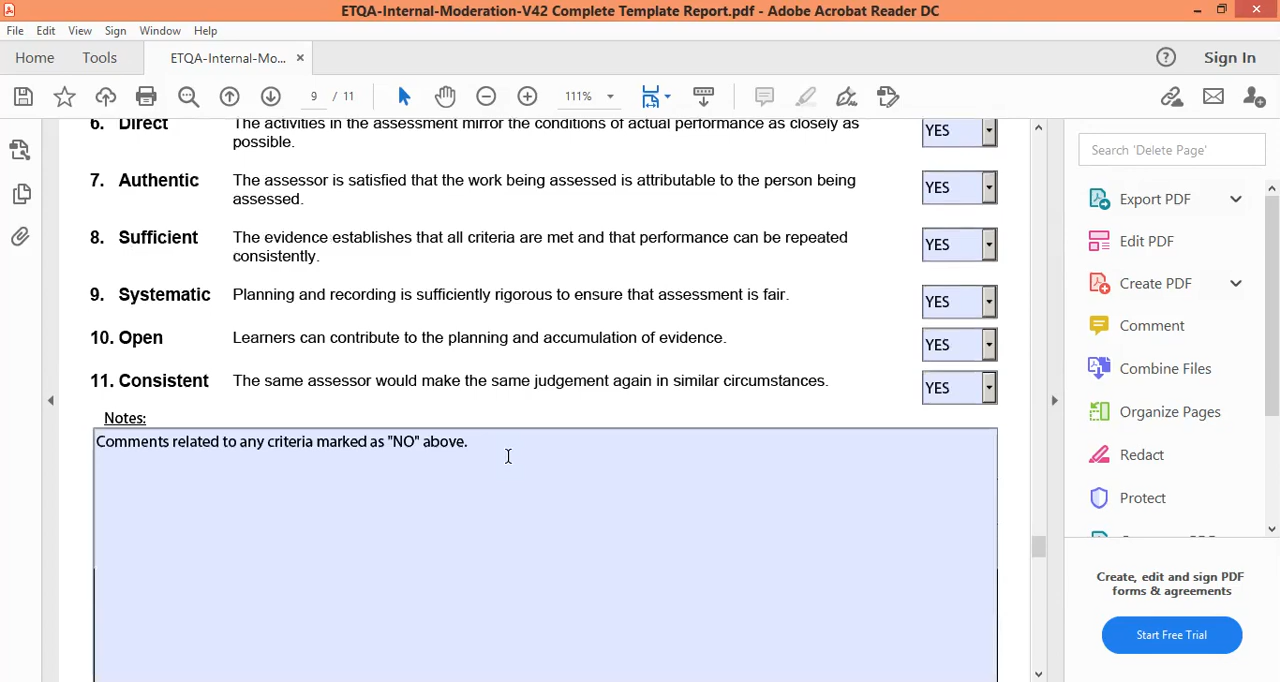 ETQA-Internal-Moderation-V42 Complete Template Report.pdf - Adobe Acrobat Reader DC
File Edit View Sign Window Help
Home Tools ETQA-Internal-Mo... × Sign In
9 / 11 111%
6. Direct The activities in the assessment mirror the conditions of actual performance as closely as
possible. YES
7. Authentic The assessor is satisfied that the work being assessed is attributable to the person being
assessed. YES
8. Sufficient The evidence establishes that all criteria are met and that performance can be repeated
consistently. YES
9. Systematic Planning and recording is sufficiently rigorous to ensure that assessment is fair. YES
10. Open Learners can contribute to the planning and accumulation of evidence. YES
11. Consistent The same assessor would make the same judgement again in similar circumstances. YES
Notes:
Comments related to any criteria marked as "NO" above.
Search 'Delete Page'
Export PDF
Edit PDF
Create PDF
Comment
Combine Files
Organize Pages
Redact
Protect
Create, edit and sign PDF
forms & agreements
Start Free Trial